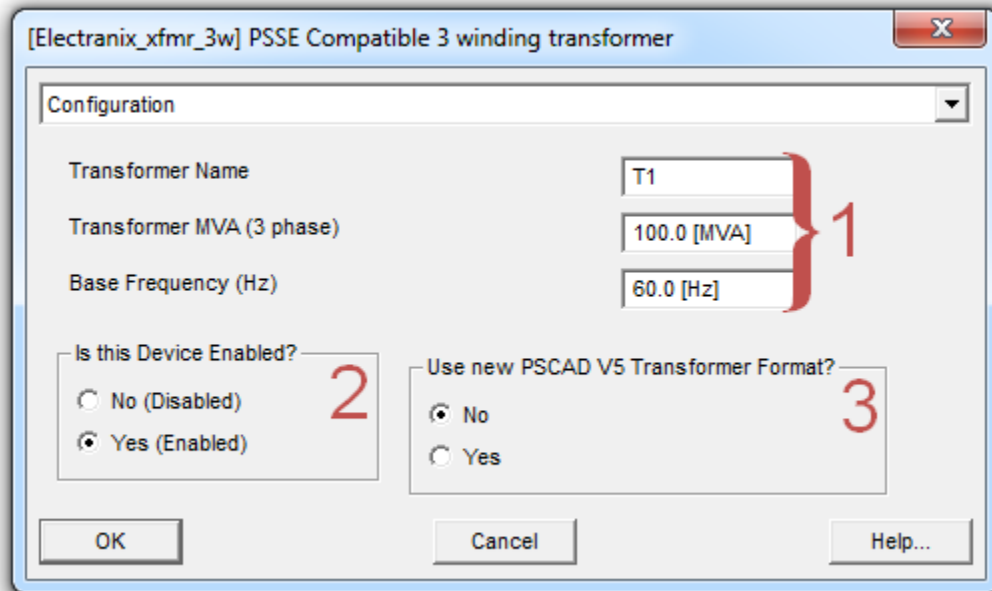 [Electranix_xfmr_3w] PSSE Compatible 3 winding transformer
Configuration
Transformer Name
T1
Transformer MVA (3 phase)
100.0 [MVA]
1
Base Frequency (Hz)
60.0 [Hz]
Is this Device Enabled?
No (Disabled)
Yes (Enabled)
2
Use new PSCAD V5 Transformer Format?
No
Yes
3
OK
Cancel
Help...